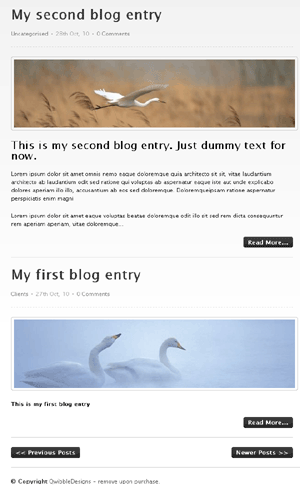 My second blog entry
Uncategorised • 28th Oct, 10 • 0 Comments
This is my second blog entry. Just dummy text for
now.
Lorem ipsum dolor sit amet omnis nemo eaque doloremque quia architecto sit sit, vitae laudantium
architecto ab laudantium odit sed ratione qui voluptas ab aspernatur eaque iste aut unde explicabo
dolores aperiam illo illo, accusantium ab eos sed doloremque. Doloremqueipsam ratione aspernatur
perspiciatis enim magni
Lorem ipsum dolor sit amet eaque voluptas beatae doloremque odit illo sit sed rem dicta consequuntur
rem aperiam aperiam, vitae doloremque...
Read More...
My first blog entry
Clients • 27th Oct, 10 • 0 Comments
This is my first blog entry
Read More...
<< Previous Posts
Newer Posts >>
© Copyright QwibbleDesigns - remove upon purchase.